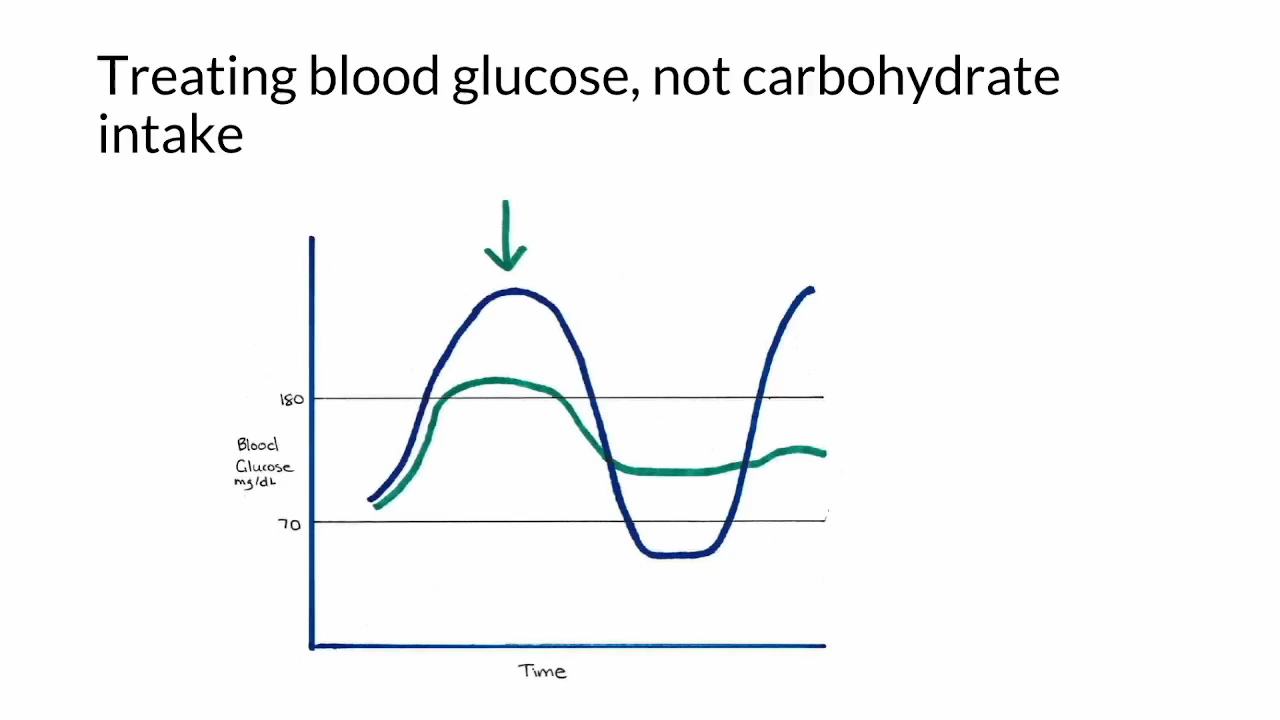 Treating blood glucose, not carbohydrate
intake
180
Blood
Glucose
mg/dL
70
Time